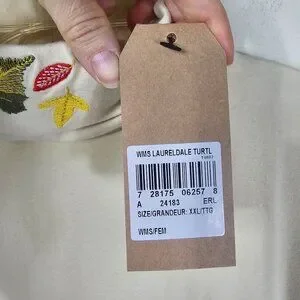 WMS LAURELDALE TURTL
7 28175 06257 8
A 24183 ERL
SIZE/GRANDEUR: XXL/TTG
WMS/FEM